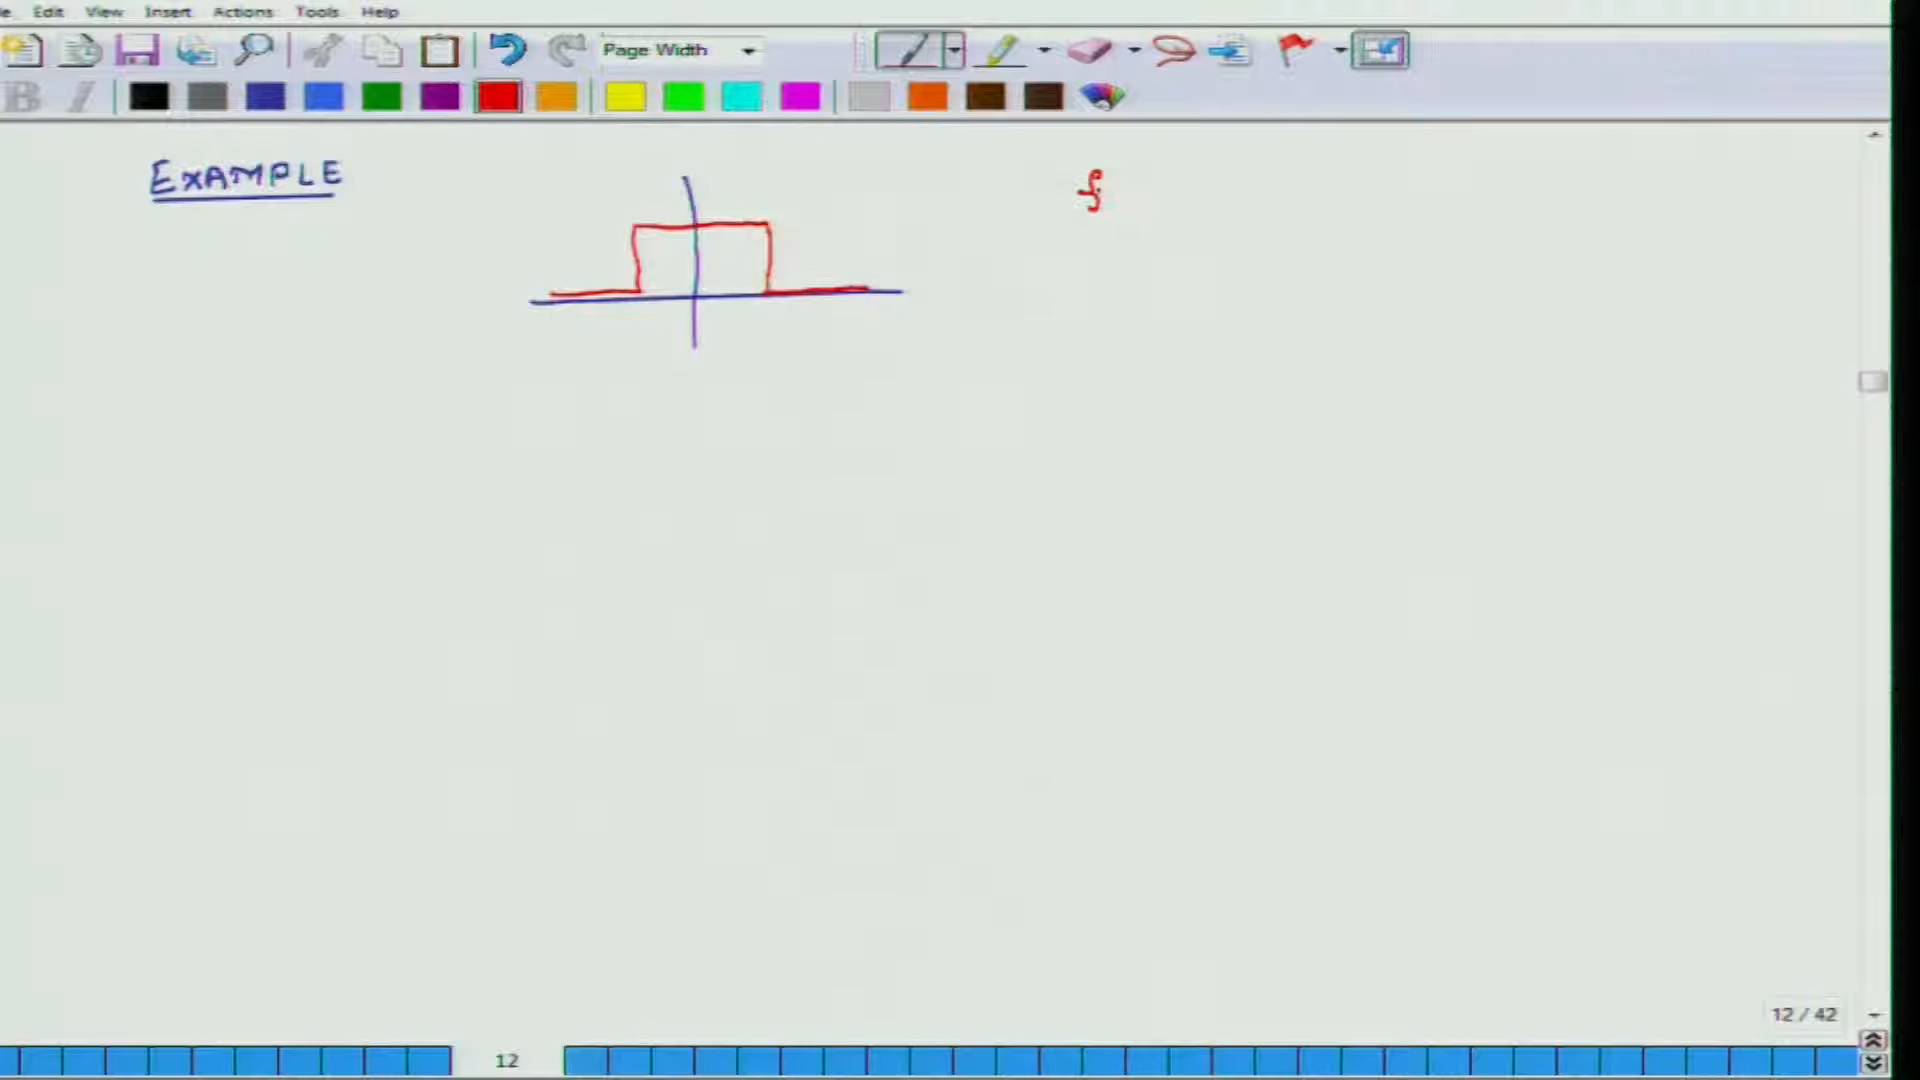 Edit View Insert Actions Tools Help
Page Width
B I
EXAMPLE
f
12 / 42
12